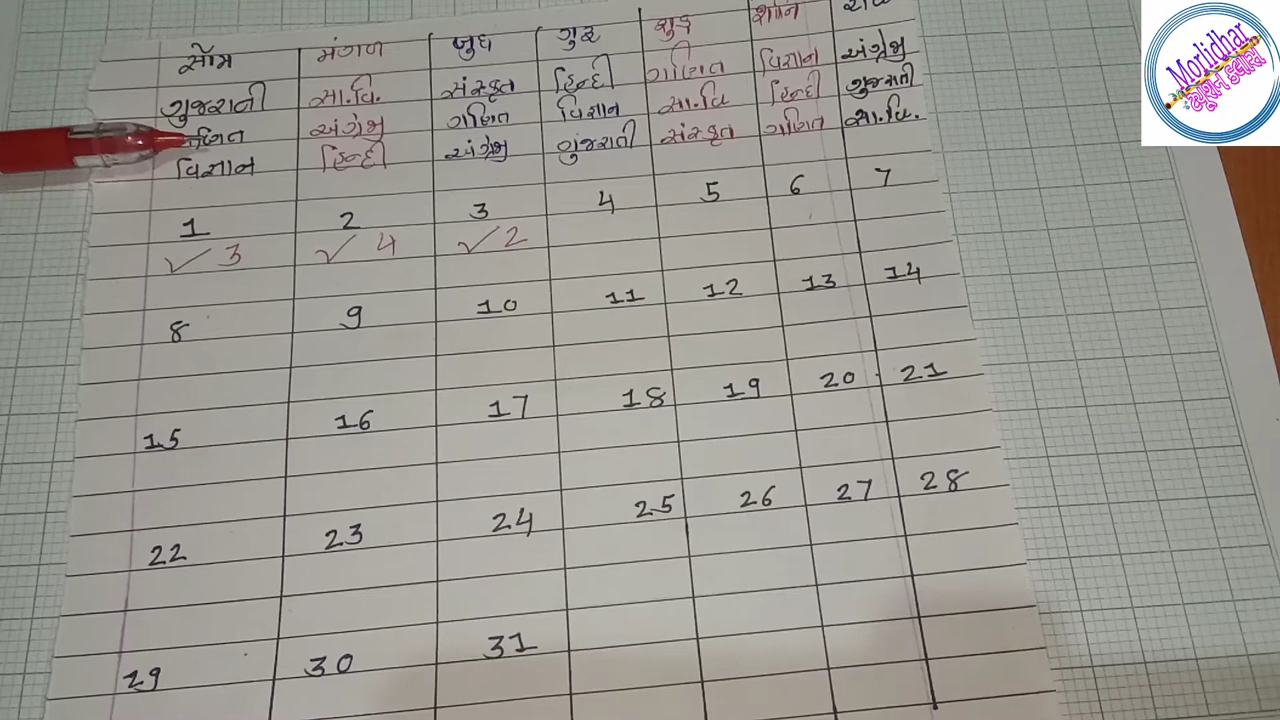 સોમ મંગળ બુધ ગુરૂ શુક્ર શનિ
ગુજરાતી સા.વિ. સંસ્કૃત હિન્દી ગણિત વિજ્ઞાન અંગ્રેજી
અંગ્રેજી ગણિત વિજ્ઞાન સા.વિ હિન્દી ગુજરાતી
વિજ્ઞાન હિન્દી અંગ્રેજી ગુજરાતી સંસ્કૃત ગણિત સા.વિ.
1 2 3 4 5 6 7
✓ 3 ✓ 4 ✓ 2
8 9 10 11 12 13 14
15 16 17 18 19 20 21
22 23 24 25 26 27 28
29 30 31
Morlidhar
ટ્યુશન ક્લાસ